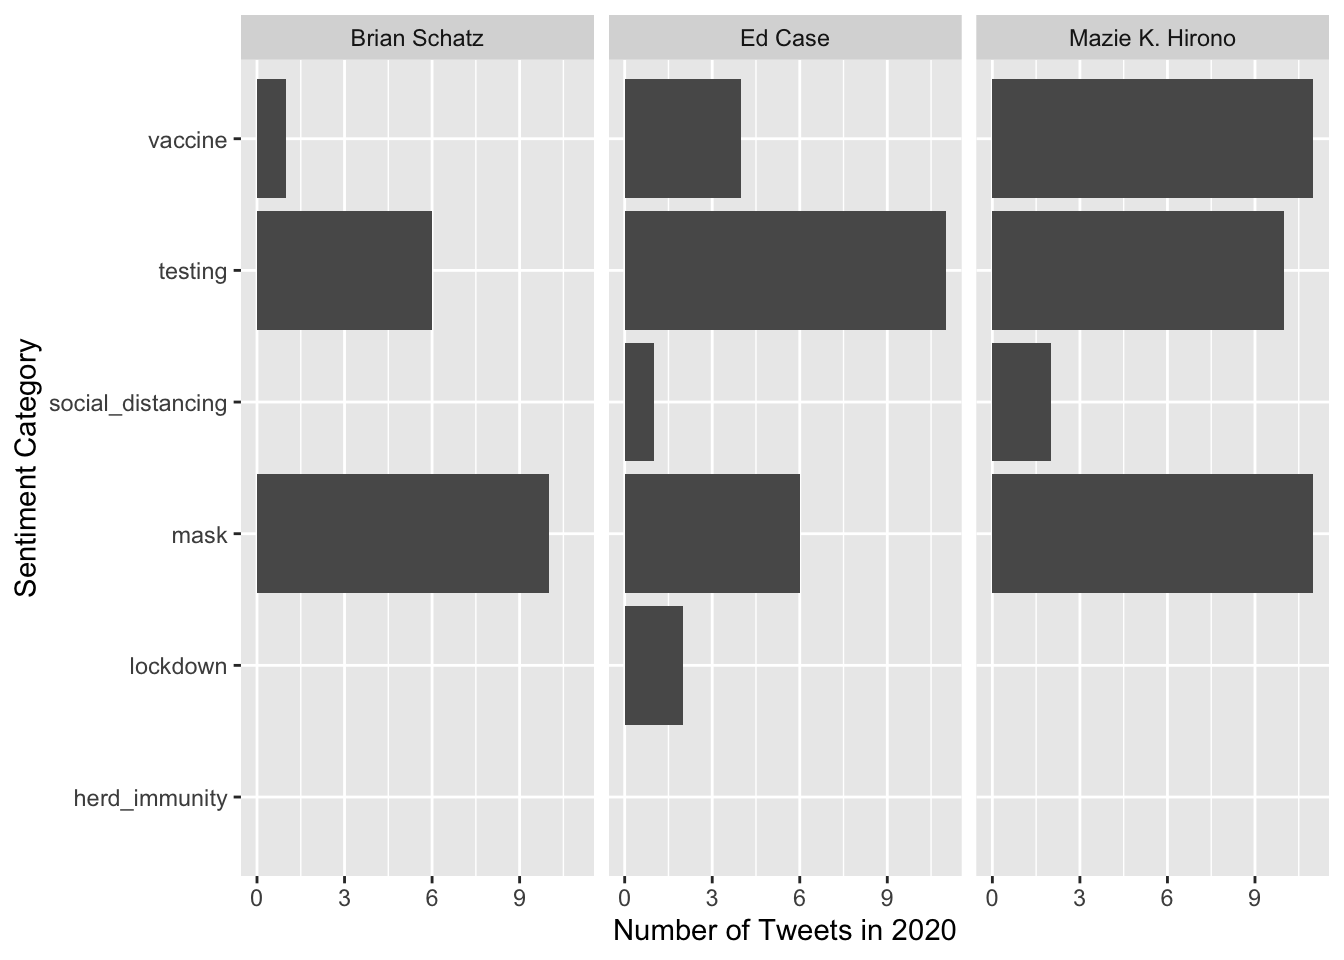 Brian Schatz Ed Case Mazie K. Hirono
vaccine
testing
social_distancing
mask
lockdown
herd_immunity
Sentiment Category
0 3 6 9 0 3 6 9 0 3 6 9
Number of Tweets in 2020